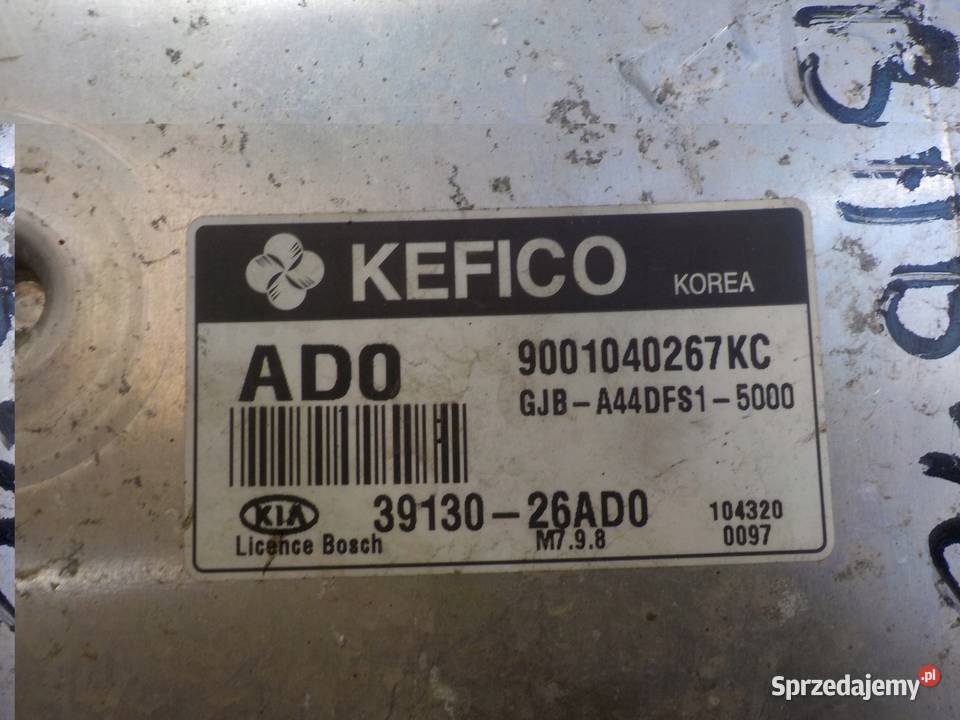 KEFICO KOREA
AD0 9001040267KC
GJB-A44DFS1-5000
KIA 39130-26AD0 104320
Licence Bosch M7.9.8 0097
Sprzedajemy.pl